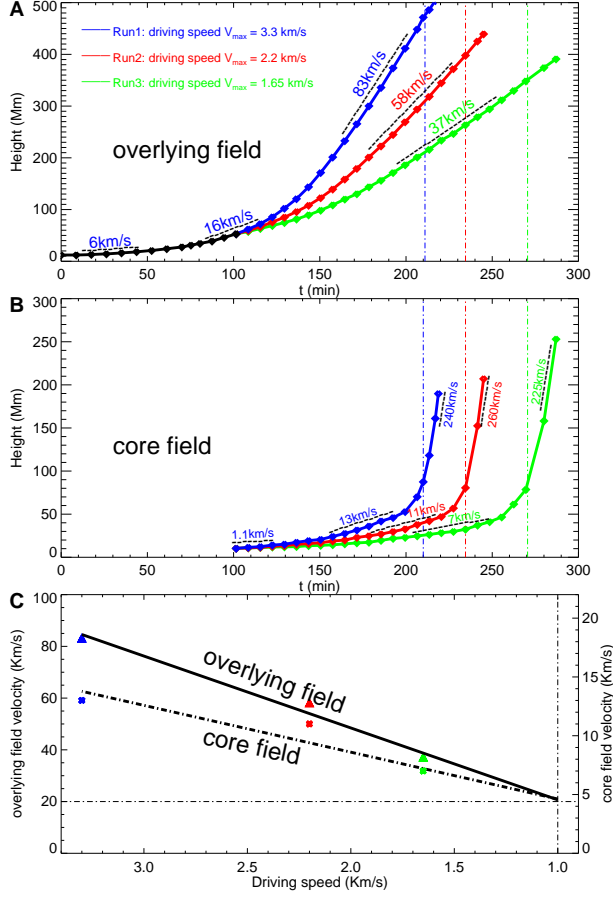 A
500
400
300
200
100
0
Height (Mm)
Run1: driving speed Vmax = 3.3 km/s
Run2: driving speed Vmax = 2.2 km/s
Run3: driving speed Vmax = 1.65 km/s
83km/s
58km/s
37km/s
overlying field
16km/s
6km/s
0 50 100 150 200 250 300
t (min)
B
300
250
200
150
100
50
0
Height (Mm)
core field
240km/s
260km/s
225km/s
1.1km/s
13km/s
11km/s
7km/s
0 50 100 150 200 250 300
t (min)
C
100
80
60
40
20
0
overlying field velocity (Km/s)
overlying field
core field
20
15
10
5
0
core field velocity (Km/s)
3.0 2.5 2.0 1.5 1.0
Driving speed (Km/s)